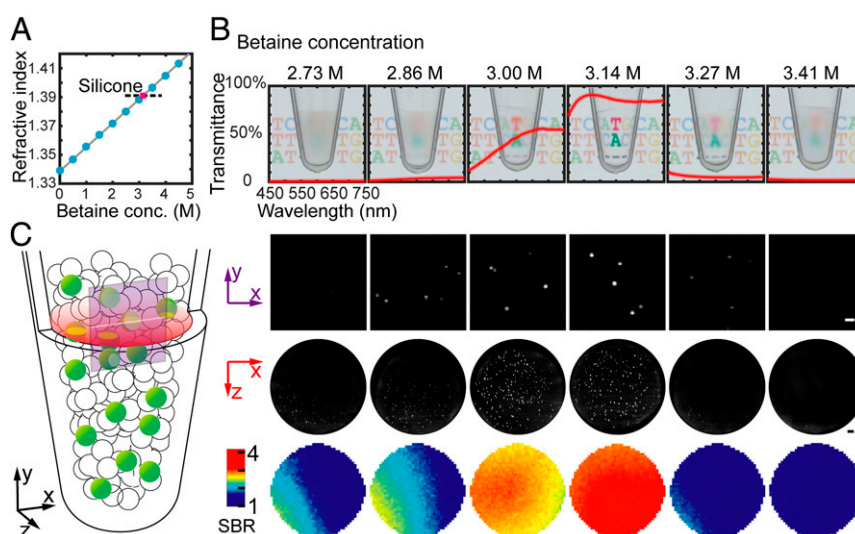 A
Refractive index
1.41
1.39
1.37
1.35
1.33
Silicone
0 1 2 3 4 5
Betaine conc. (M)
B
Betaine concentration
2.73 M 2.86 M 3.00 M 3.14 M 3.27 M 3.41 M
Transmittance
100%
50%
0
450 550 650 750
Wavelength (nm)
C
y
x
z
y
x
x
z
4
1
SBR